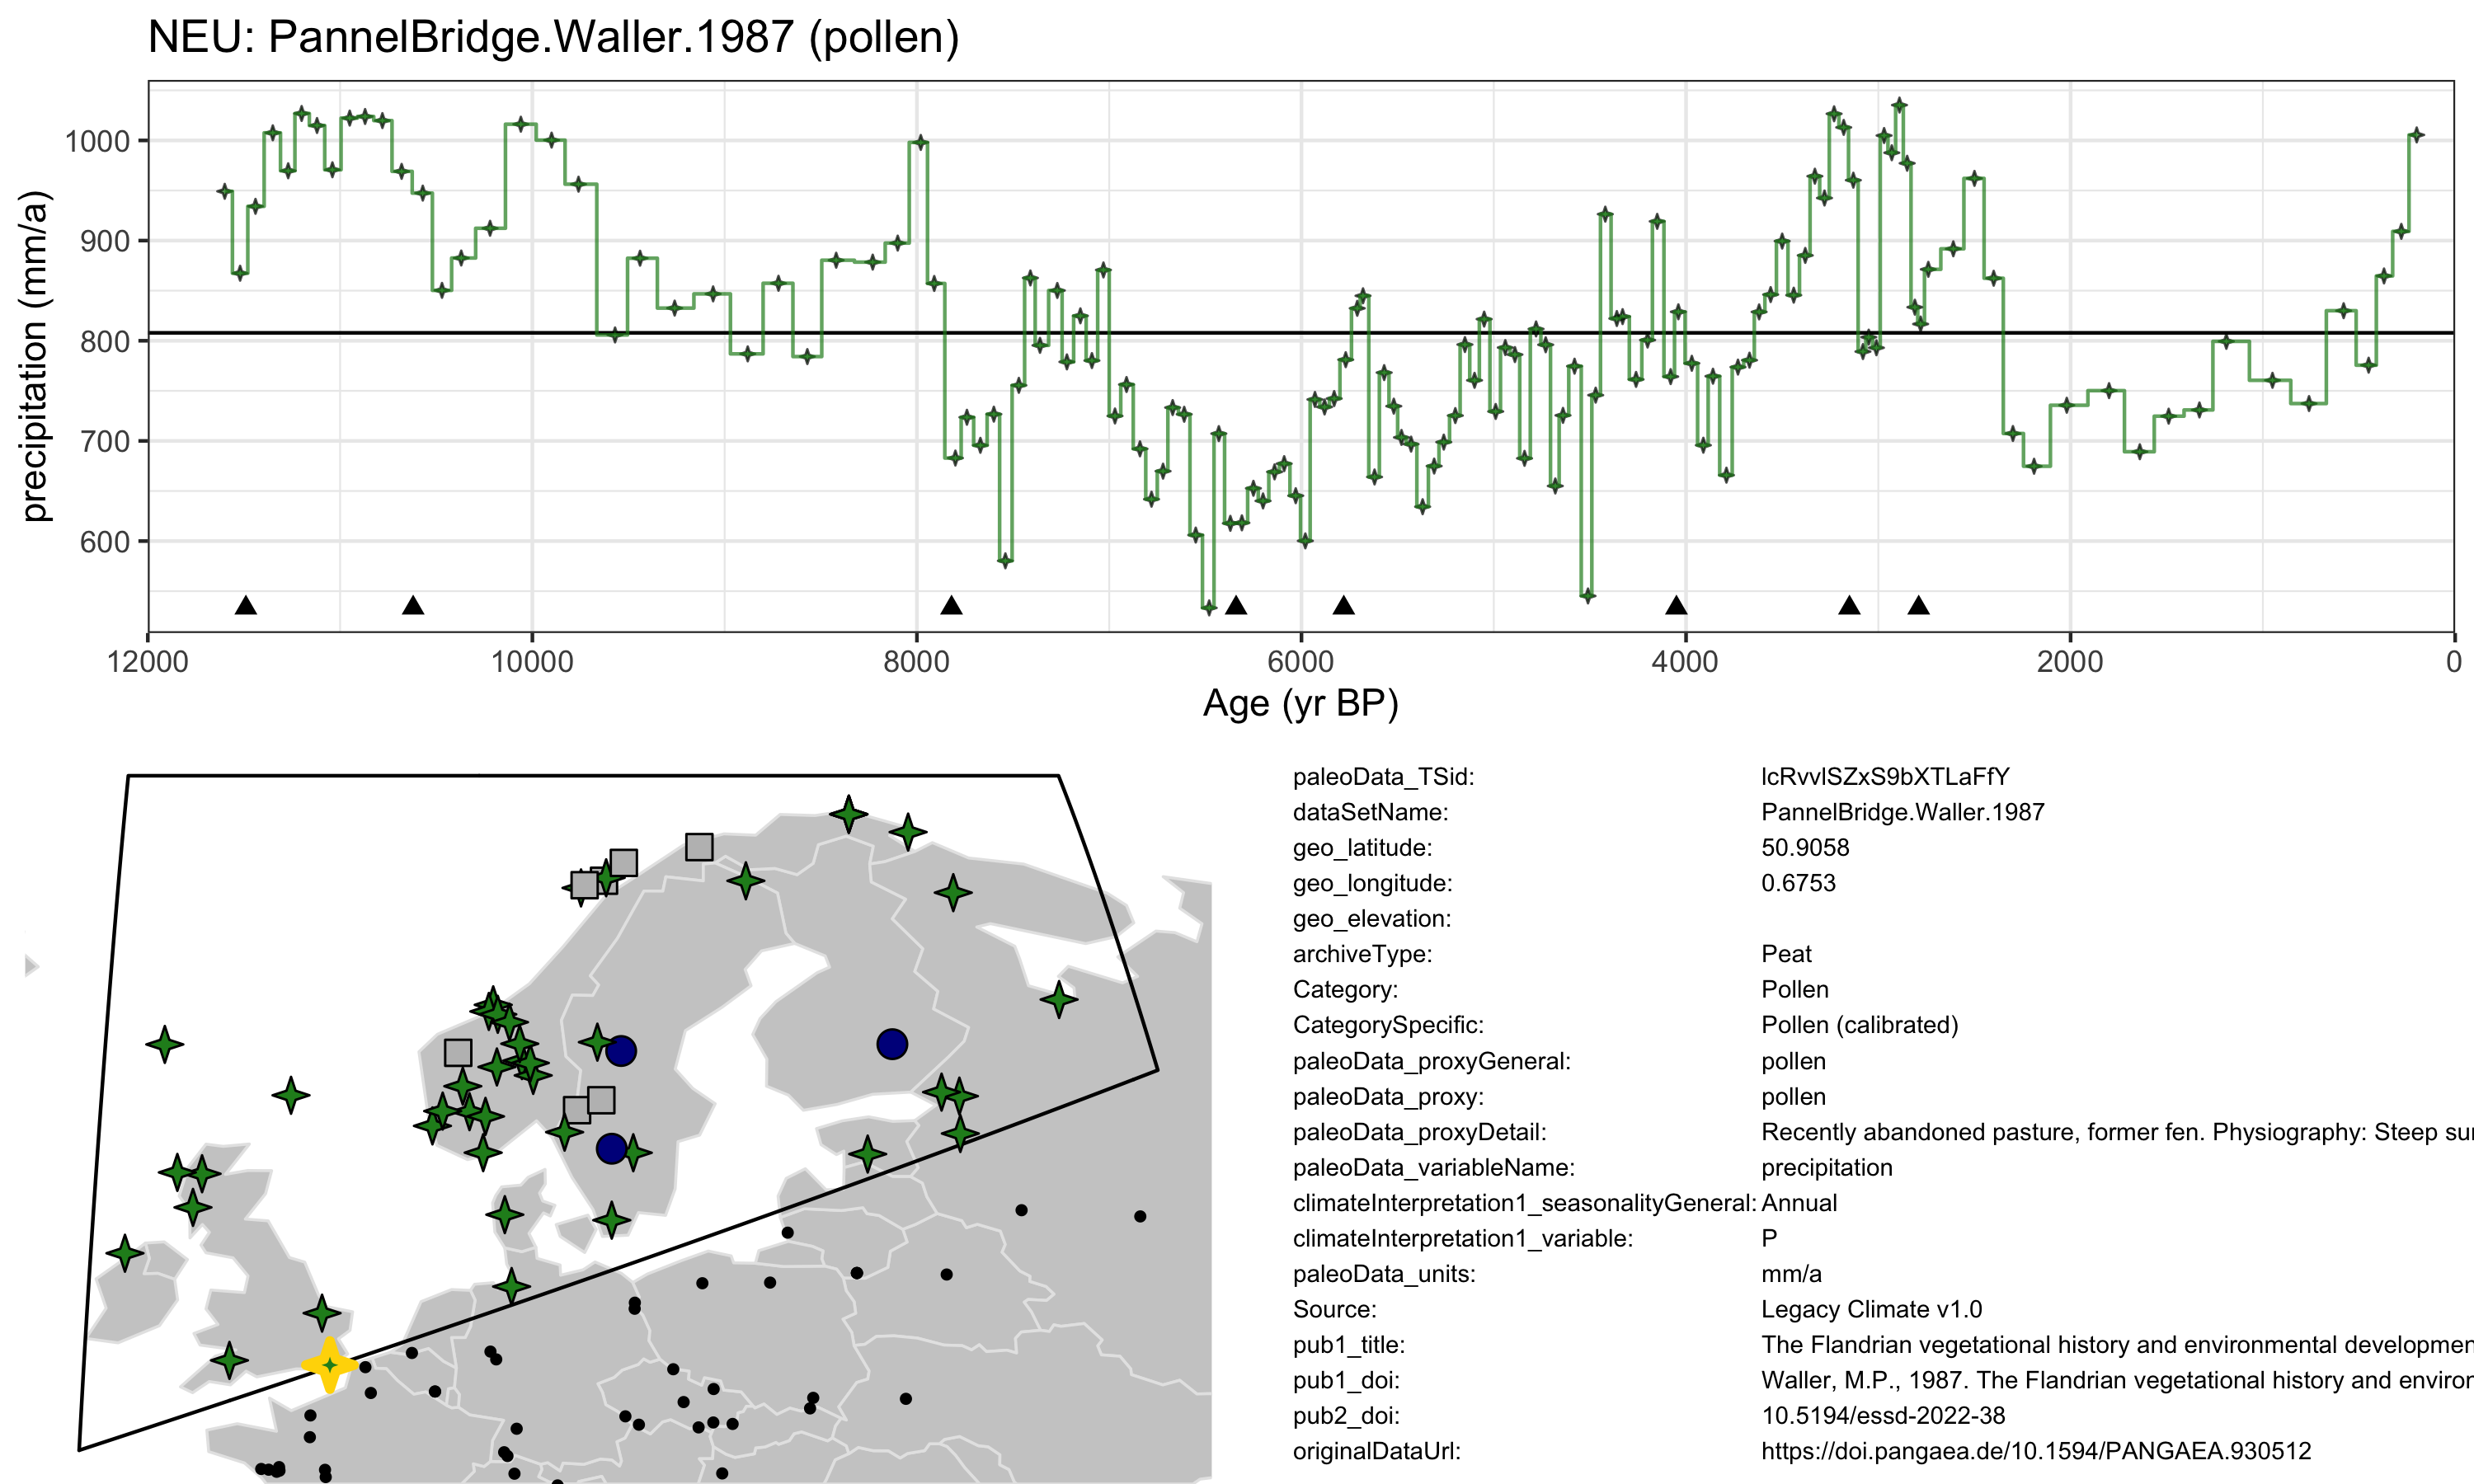 NEU: PannelBridge.Waller.1987 (pollen)
precipitation (mm/a)
1000
900
800
700
600
12000 10000 8000 6000 4000 2000 0
Age (yr BP)
paleoData_TSid: lcRvvlSZxS9bXTLaFfY
dataSetName: PannelBridge.Waller.1987
geo_latitude: 50.9058
geo_longitude: 0.6753
geo_elevation:
archiveType: Peat
Category: Pollen
CategorySpecific: Pollen (calibrated)
paleoData_proxyGeneral: pollen
paleoData_proxy: pollen
paleoData_proxyDetail: Recently abandoned pasture, former fen. Physiography: Steep sur
paleoData_variableName: precipitation
climateInterpretation1_seasonalityGeneral: Annual
climateInterpretation1_variable: P
paleoData_units: mm/a
Source: Legacy Climate v1.0
pub1_title: The Flandrian vegetational history and environmental developmen
pub1_doi: Waller, M.P., 1987. The Flandrian vegetational history and environ
pub2_doi: 10.5194/essd-2022-38
originalDataUrl: https://doi.pangaea.de/10.1594/PANGAEA.930512